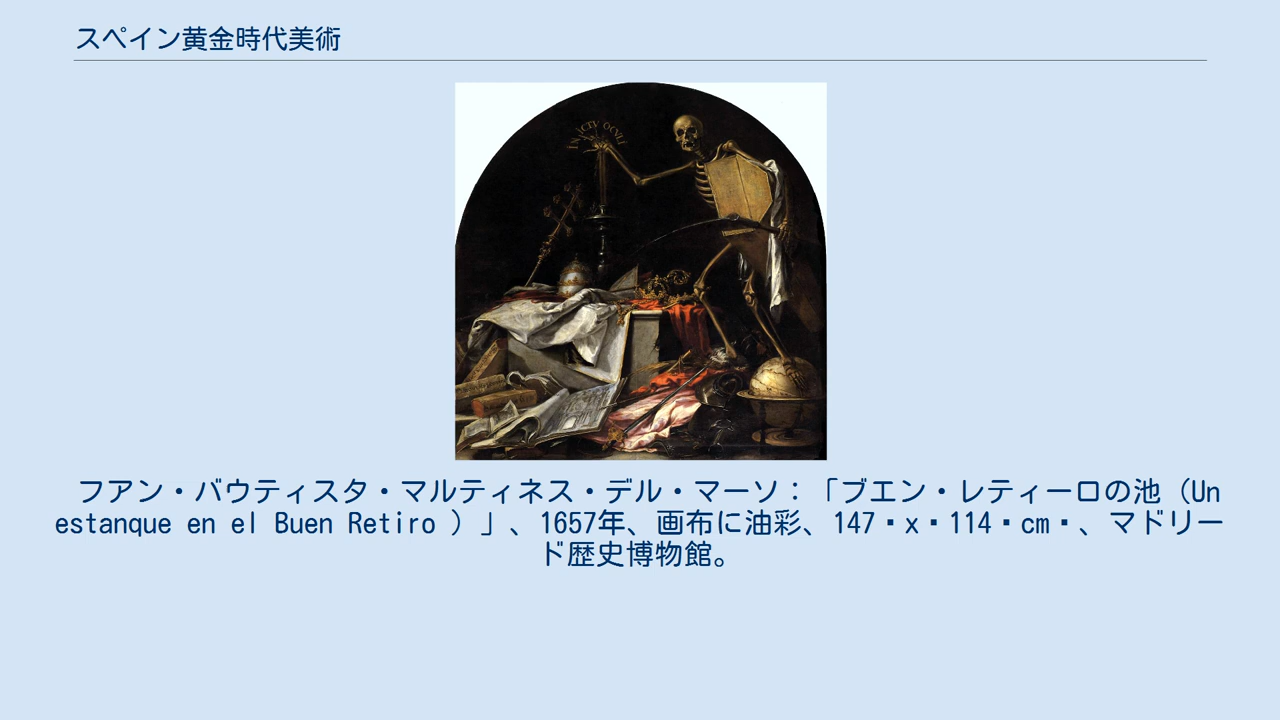 スペイン黄金時代美術
IN ICTV OCVLI
フアン・バウティスタ・マルティネス・デル・マーソ：「ブエン・レティーロの池（Un
estanque en el Buen Retiro ）」、1657年、画布に油彩、147▪x▪114▪cm▪、マドリー
ド歴史博物館。